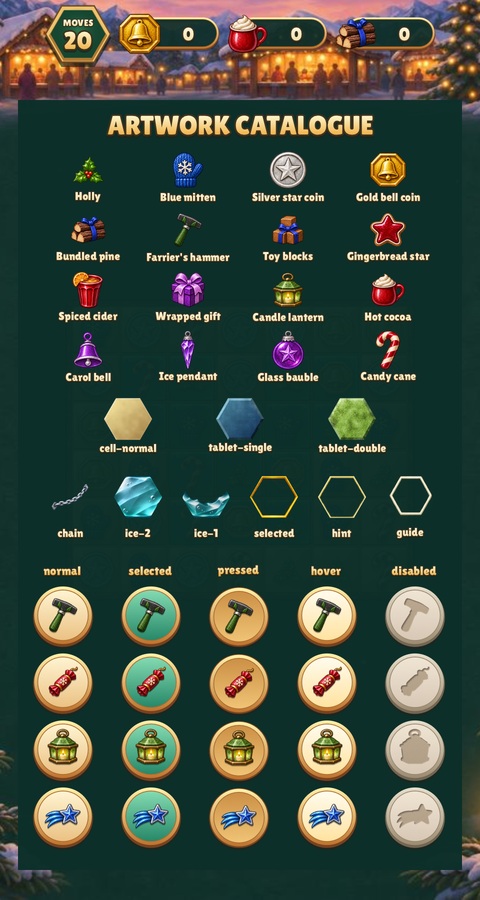 MOVES
20
0
0
0
ARTWORK CATALOGUE
Holly
Blue mitten
Silver star coin
Gold bell coin
Bundled pine
Farrier's hammer
Toy blocks
Gingerbread star
Spiced cider
Wrapped gift
Candle lantern
Hot cocoa
Carol bell
Ice pendant
Glass bauble
Candy cane
cell-normal
tablet-single
tablet-double
chain
ice-2
ice-1
selected
hint
guide
normal
selected
pressed
hover
disabled